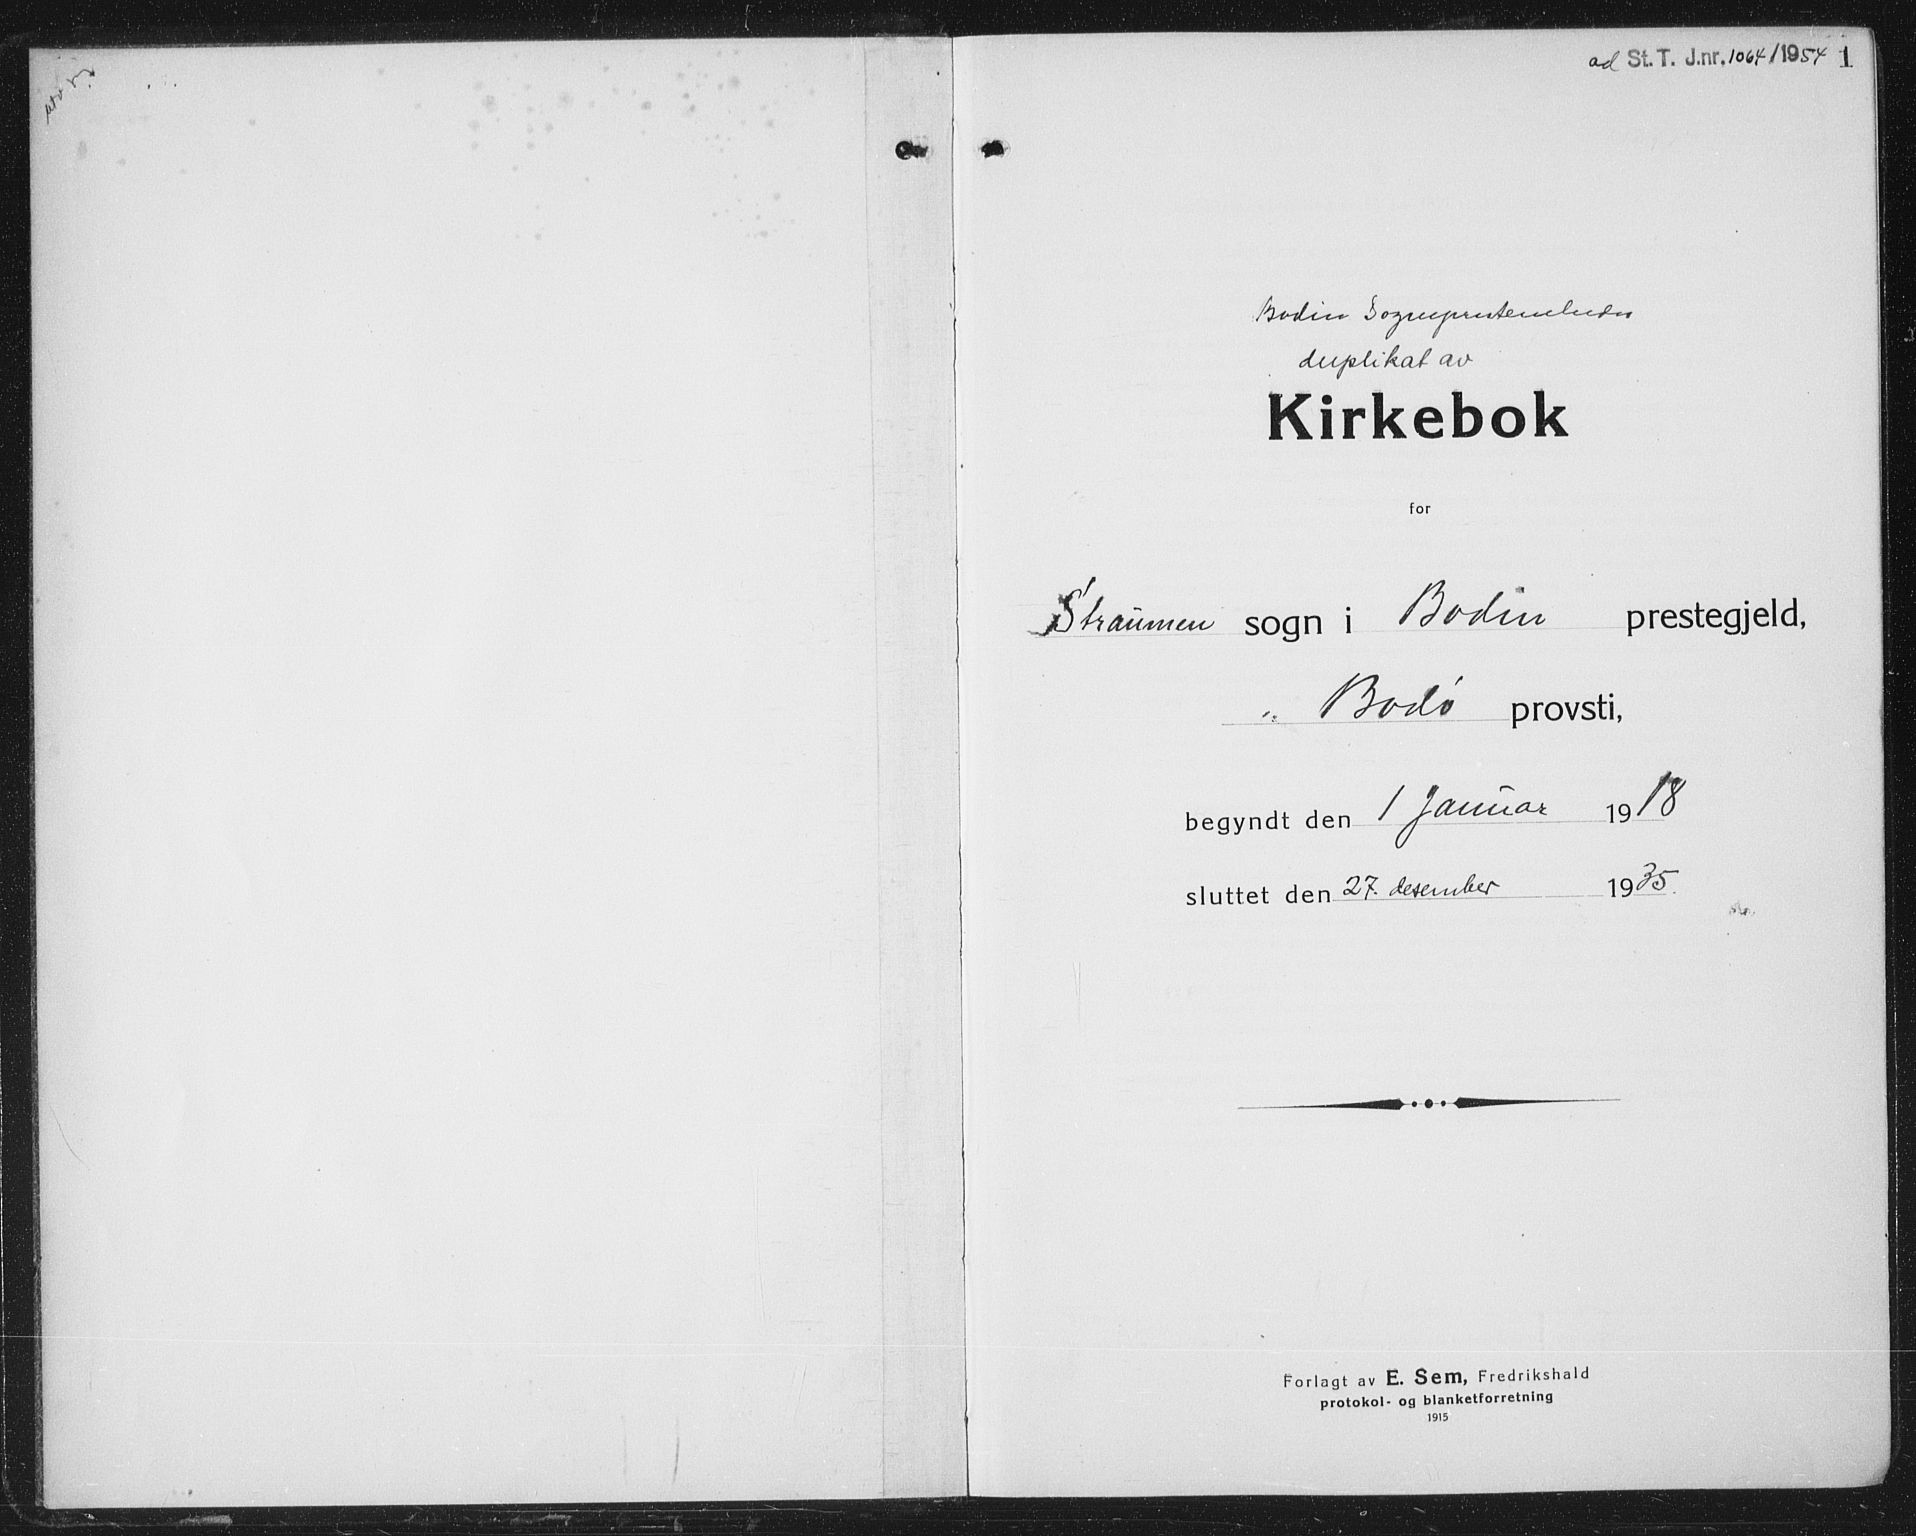 ad St. T. J.nr. 1064/1954 1
Bodin Sogneprestembedes
duplikat av
Kirkebok
for
Straumen sogn i Bodin prestegjeld,
" Bodø provsti,
begyndt den 1 Januar 1918
sluttet den 27. desember 1935.
Forlagt av E. Sem, Fredrikshald
protokol- og blanketforretning
1915